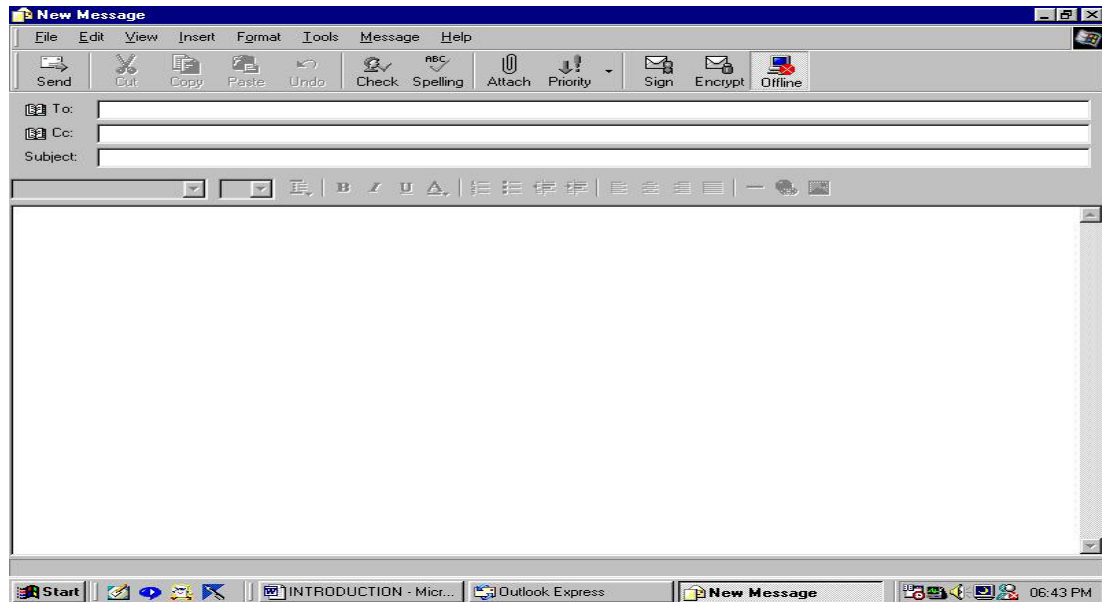 New Message
File Edit View Insert Format Tools Message Help
ABC
Send Cut Copy Paste Undo Check Spelling Attach Priority Sign Encrypt Offline
To:
Cc:
Subject:
B I U A
Start INTRODUCTION - Micr... Outlook Express New Message 06:43 PM